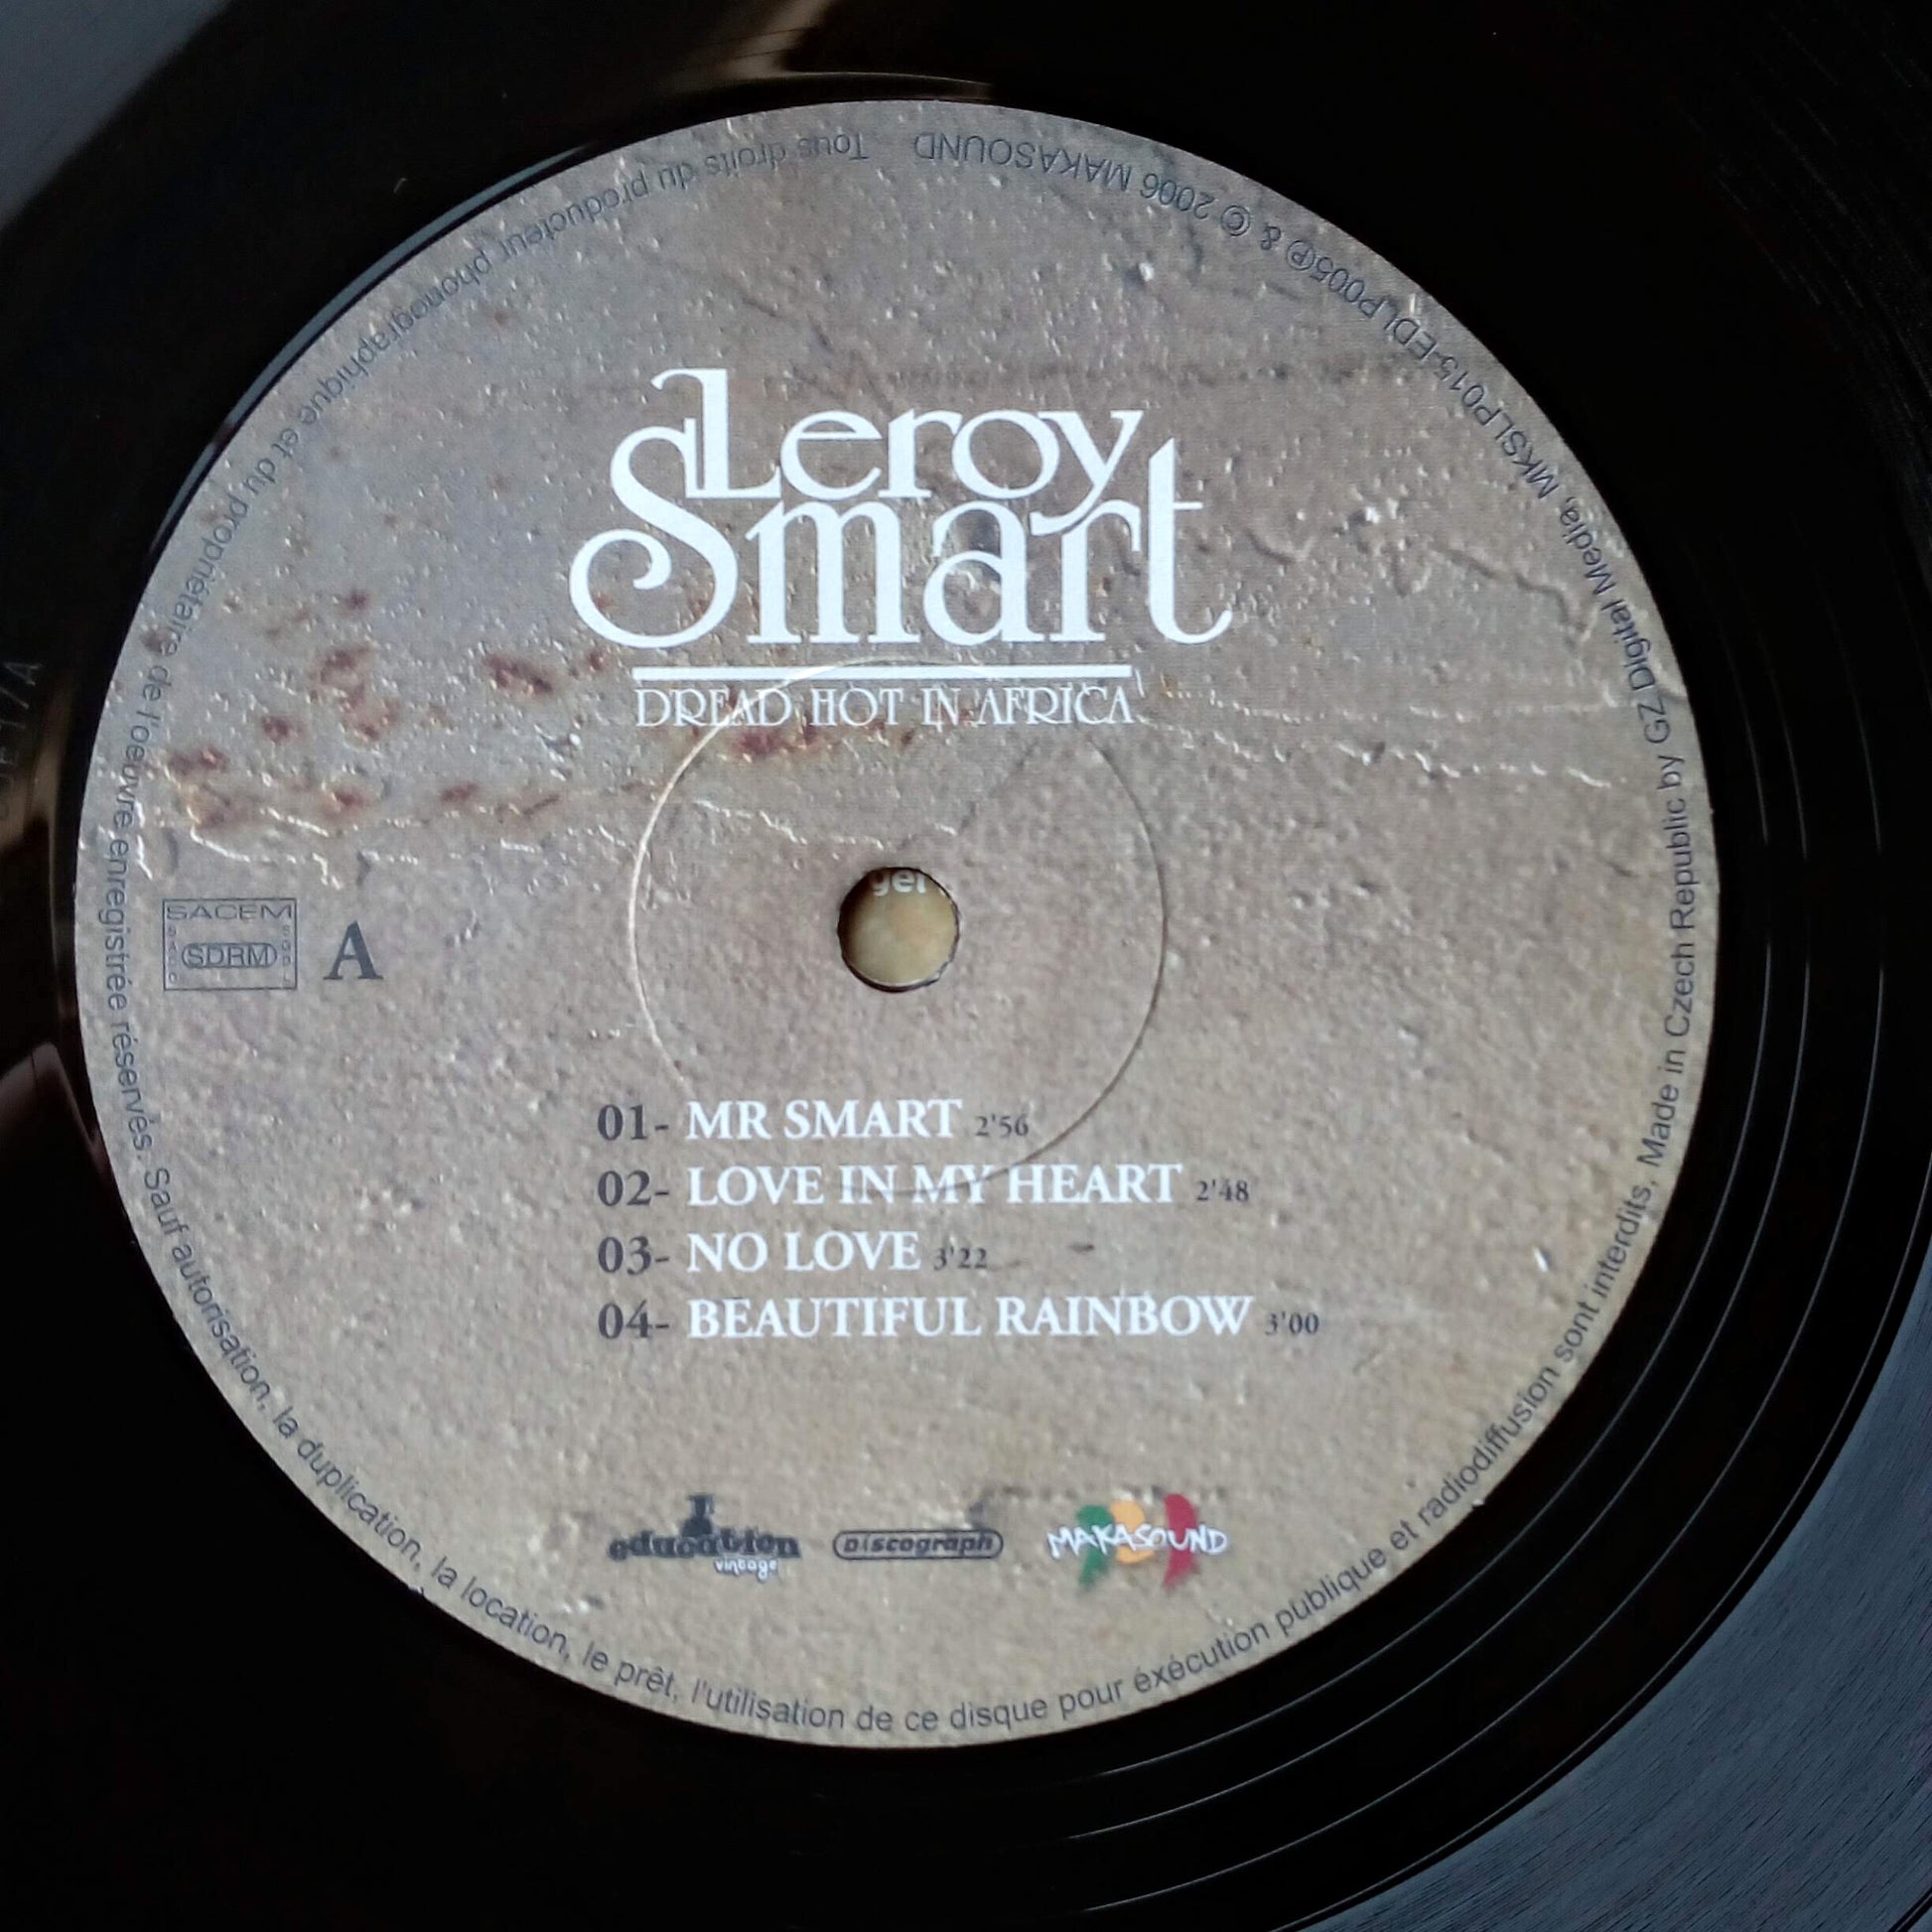 Leroy
Smart
DREAD HOT IN AFRICA
SACEM
SDRM
A
01- MR SMART 2'56
02- LOVE IN MY HEART 2'48
03- NO LOVE 3'22
04- BEAUTIFUL RAINBOW 3'00
I
education
vintage
Discograph
MAKASOUND
Tous droits du producteur phonographique et du propriétaire de l'oeuvre enregistrée réservés. Sauf autorisation, la duplication, la location, le prêt, l'utilisation de ce disque pour éxécution publique et radiodiffusion sont interdits, Made in Czech Republic by GZ Digital Media, MKSLP015-EDLP005℗ & © 2006 MAKASOUND